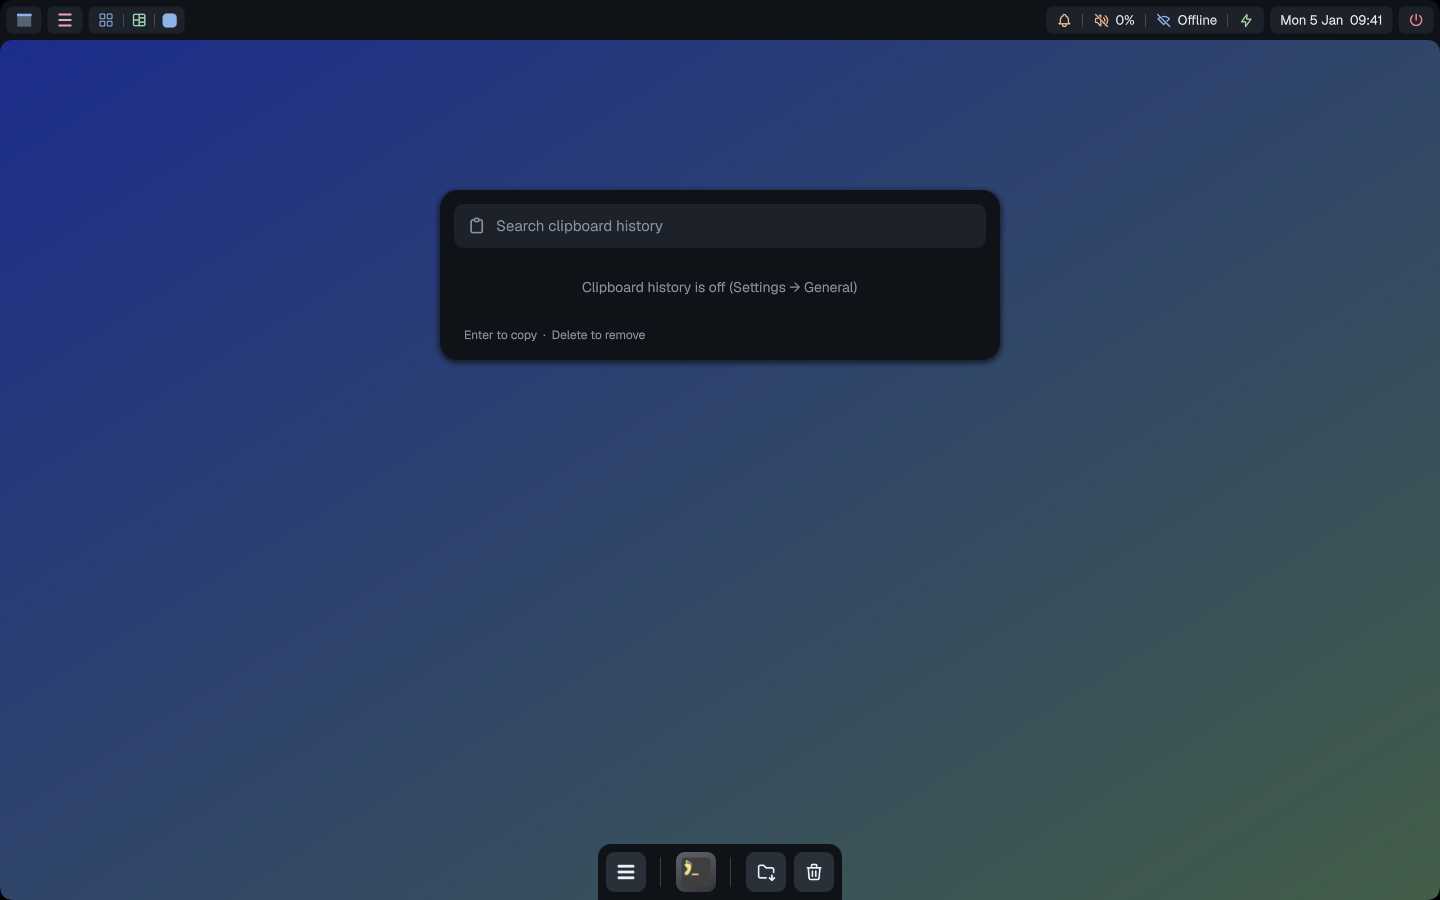 0%
Offline
Mon 5 Jan 09:41
Search clipboard history
Clipboard history is off (Settings → General)
Enter to copy · Delete to remove